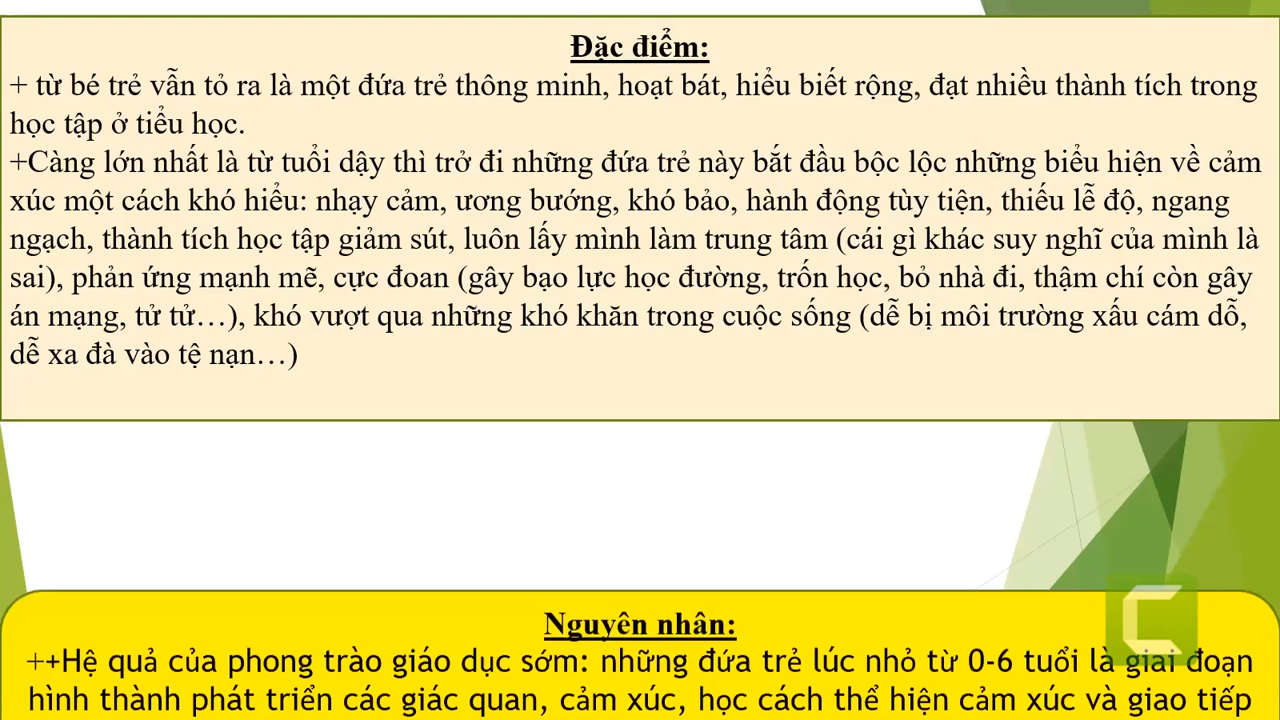 Đặc điểm:
+ từ bé trẻ vẫn tỏ ra là một đứa trẻ thông minh, hoạt bát, hiểu biết rộng, đạt nhiều thành tích trong
học tập ở tiểu học.
+Càng lớn nhất là từ tuổi dậy thì trở đi những đứa trẻ này bắt đầu bộc lộc những biểu hiện về cảm
xúc một cách khó hiểu: nhạy cảm, ương bướng, khó bảo, hành động tùy tiện, thiếu lễ độ, ngang
ngạch, thành tích học tập giảm sút, luôn lấy mình làm trung tâm (cái gì khác suy nghĩ của mình là
sai), phản ứng mạnh mẽ, cực đoan (gây bạo lực học đường, trốn học, bỏ nhà đi, thậm chí còn gây
án mạng, tử tử…), khó vượt qua những khó khăn trong cuộc sống (dễ bị môi trường xấu cám dỗ,
dễ xa đà vào tệ nạn…)
Nguyên nhân:
++Hệ quả của phong trào giáo dục sớm: những đứa trẻ lúc nhỏ từ 0-6 tuổi là giai đoạn
hình thành phát triển các giác quan, cảm xúc, học cách thể hiện cảm xúc và giao tiếp